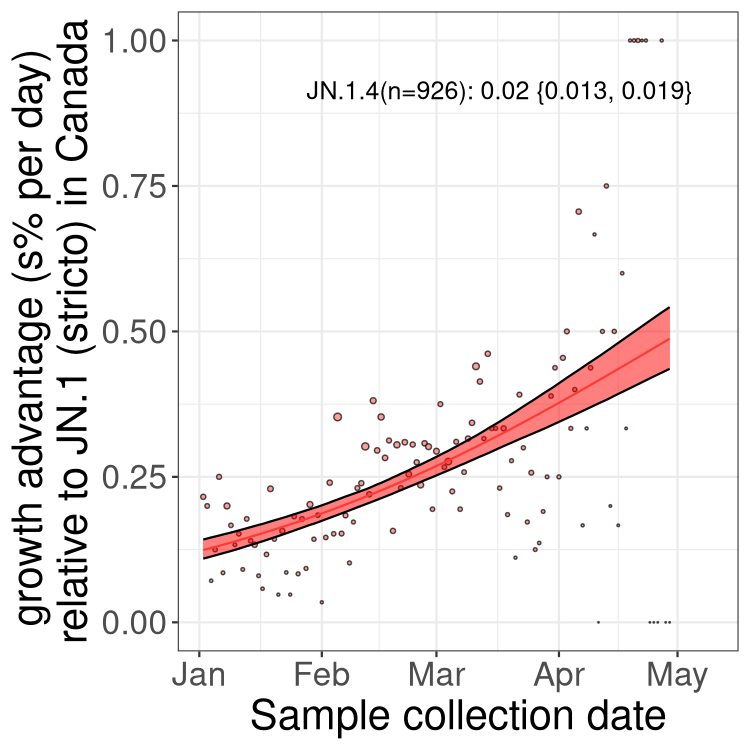 growth advantage (s% per day)
relative to JN.1 (stricto) in Canada
1.00
0.75
0.50
0.25
0.00
JN.1.4(n=926): 0.02 {0.013, 0.019}
Jan Feb Mar Apr May
Sample collection date